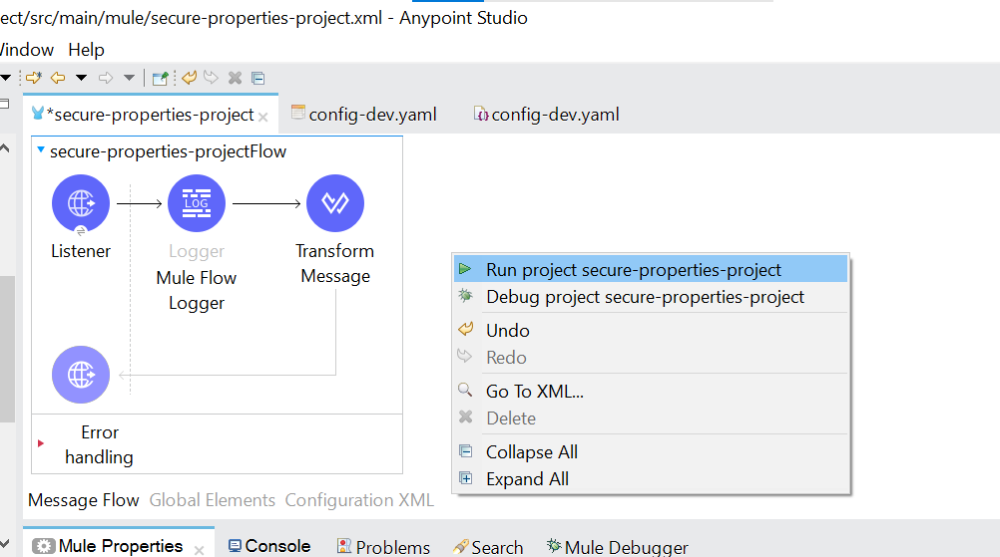 ect/src/main/mule/secure-properties-project.xml - Anypoint Studio
Window Help
*secure-properties-project config-dev.yaml config-dev.yaml
secure-properties-projectFlow
LOG
Listener
Logger
Mule Flow
Logger
Transform
Message
Error
handling
Run project secure-properties-project
Debug project secure-properties-project
Undo
Redo
Go To XML...
Delete
Collapse All
Expand All
Message Flow Global Elements Configuration XML
Mule Properties Console Problems Search Mule Debugger